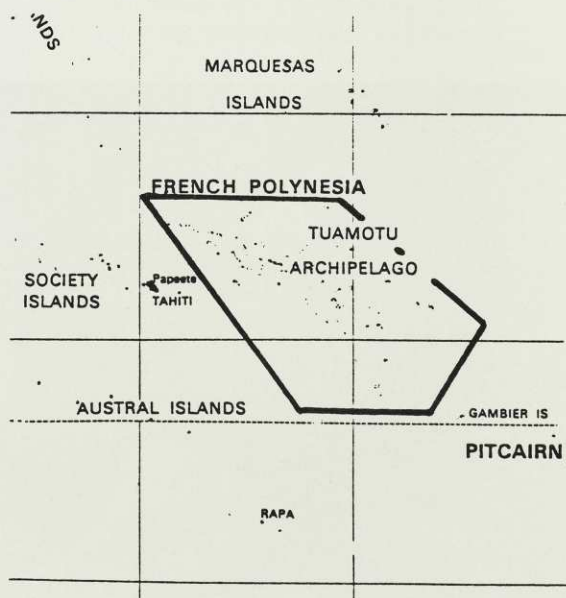 NDS
MARQUESAS
ISLANDS
FRENCH POLYNESIA
TUAMOTU
ARCHIPELAGO
SOCIETY
ISLANDS
Papeete
TAHITI
AUSTRAL ISLANDS
GAMBIER IS
PITCAIRN
RAPA